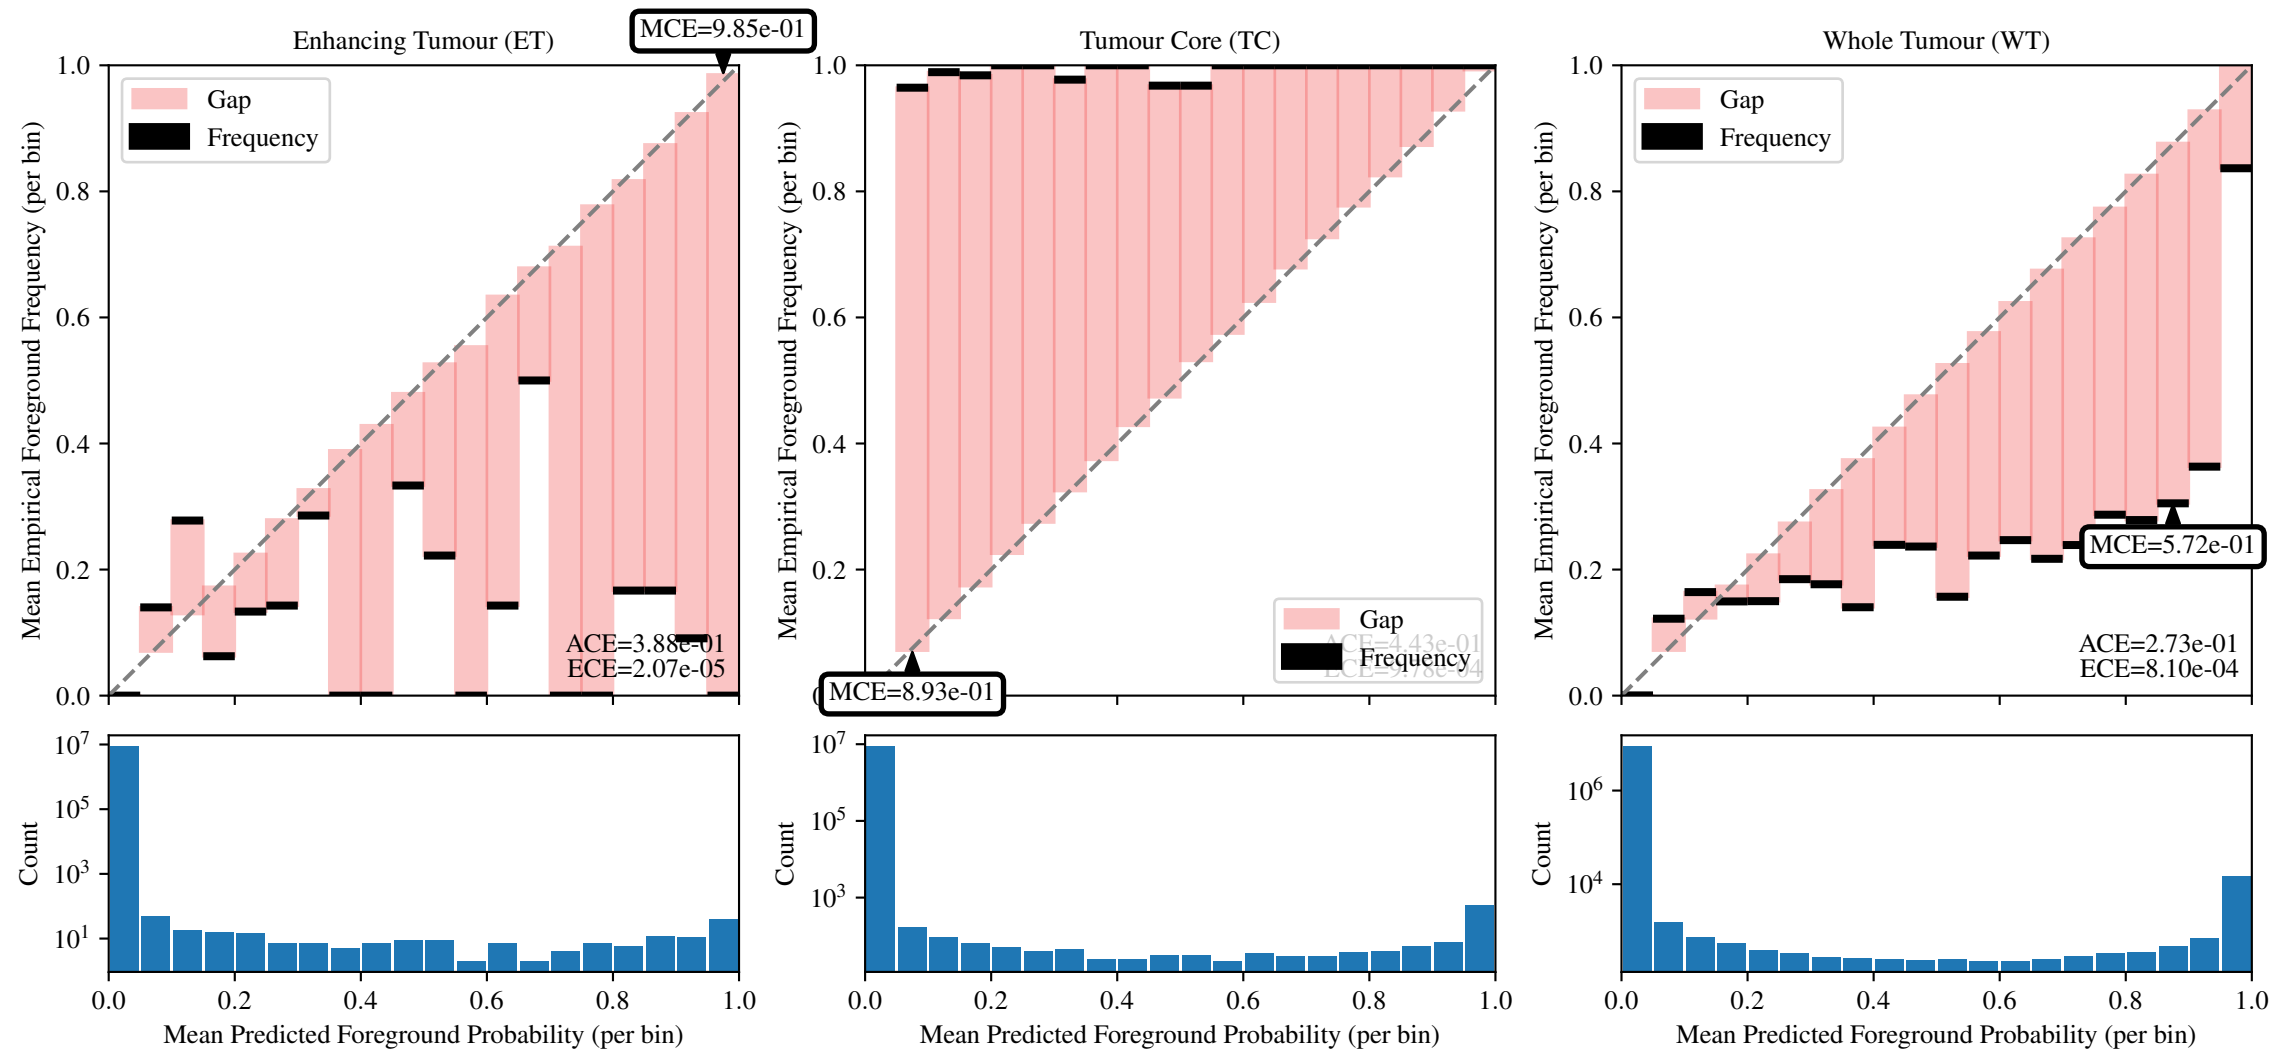 Enhancing Tumour (ET)
MCE=9.85e-01
Gap
Frequency
Mean Empirical Foreground Frequency (per bin)
1.0
0.8
0.6
0.4
0.2
0.0
ACE=3.88e-01
ECE=2.07e-05
Count
10^7
10^5
10^3
10^1
0.0 0.2 0.4 0.6 0.8 1.0
Mean Predicted Foreground Probability (per bin)
Tumour Core (TC)
Mean Empirical Foreground Frequency (per bin)
1.0
0.8
0.6
0.4
0.2
Gap
ACE=4.43e-01
Frequency
ECE=9.78e-04
MCE=8.93e-01
Count
10^7
10^5
10^3
0.0 0.2 0.4 0.6 0.8 1.0
Mean Predicted Foreground Probability (per bin)
Whole Tumour (WT)
Gap
Frequency
Mean Empirical Foreground Frequency (per bin)
1.0
0.8
0.6
0.4
0.2
0.0
MCE=5.72e-01
ACE=2.73e-01
ECE=8.10e-04
Count
10^6
10^4
0.0 0.2 0.4 0.6 0.8 1.0
Mean Predicted Foreground Probability (per bin)